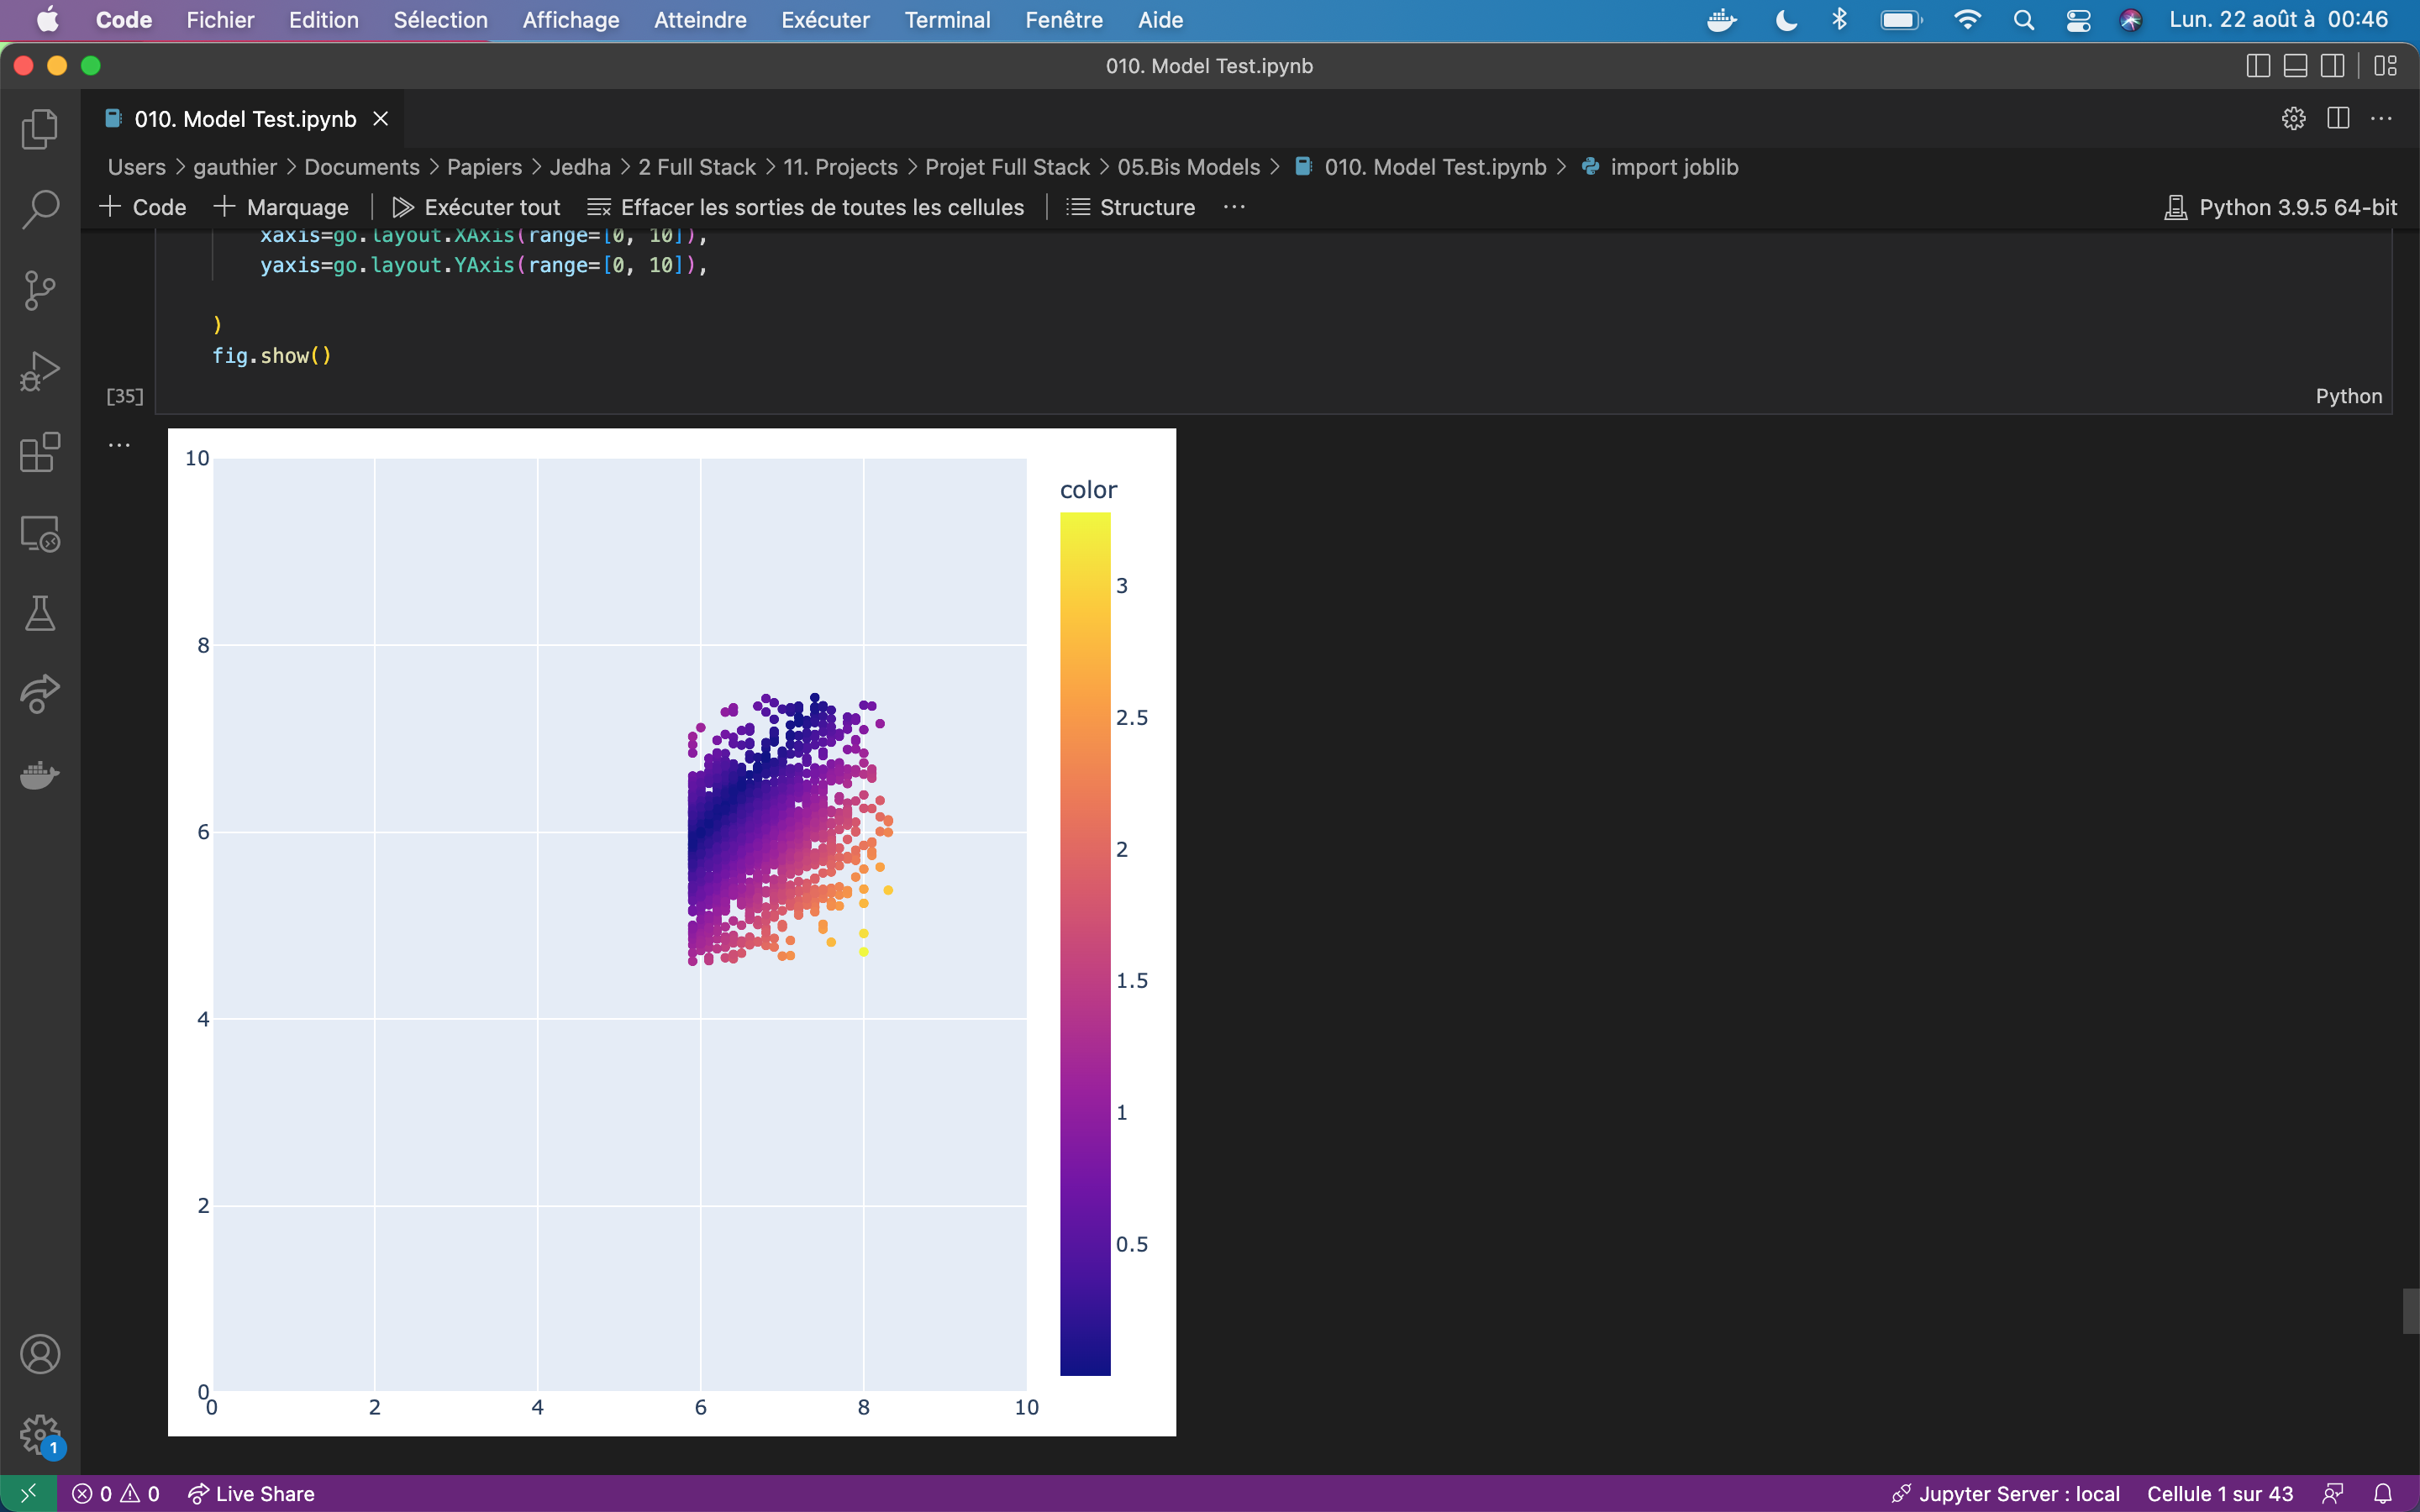 Code Fichier Edition Sélection Affichage Atteindre Exécuter Terminal Fenêtre Aide Lun. 22 août à 00:46
010. Model Test.ipynb
010. Model Test.ipynb
Users > gauthier > Documents > Papiers > Jedha > 2 Full Stack > 11. Projects > Projet Full Stack > 05.Bis Models > 010. Model Test.ipynb > import joblib
+ Code + Marquage Exécuter tout Effacer les sorties de toutes les cellules Structure ... Python 3.9.5 64-bit
xaxis=go.layout.XAxis(range=[0, 10]),
yaxis=go.layout.YAxis(range=[0, 10]),
)
fig.show()
[35] Python
...
color
10
8
6
4
2
0
0 2 4 6 8 10
3
2.5
2
1.5
1
0.5
1
0 0 Live Share Jupyter Server : local Cellule 1 sur 43